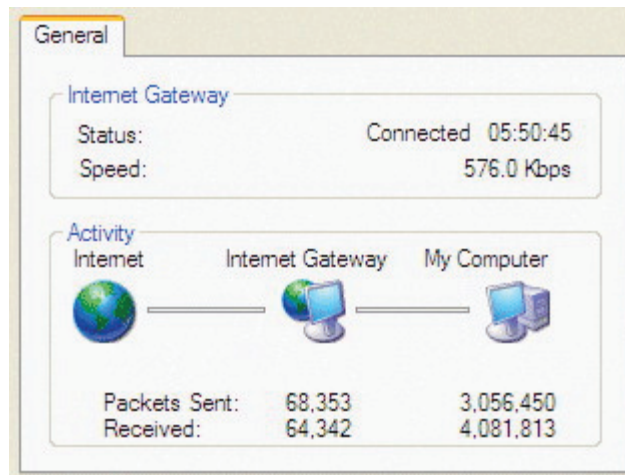 General
Internet Gateway
Status: Connected 05:50:45
Speed: 576.0 Kbps
Activity
Internet Internet Gateway My Computer
Packets Sent: 68,353 3,056,450
Received: 64,342 4,081,813